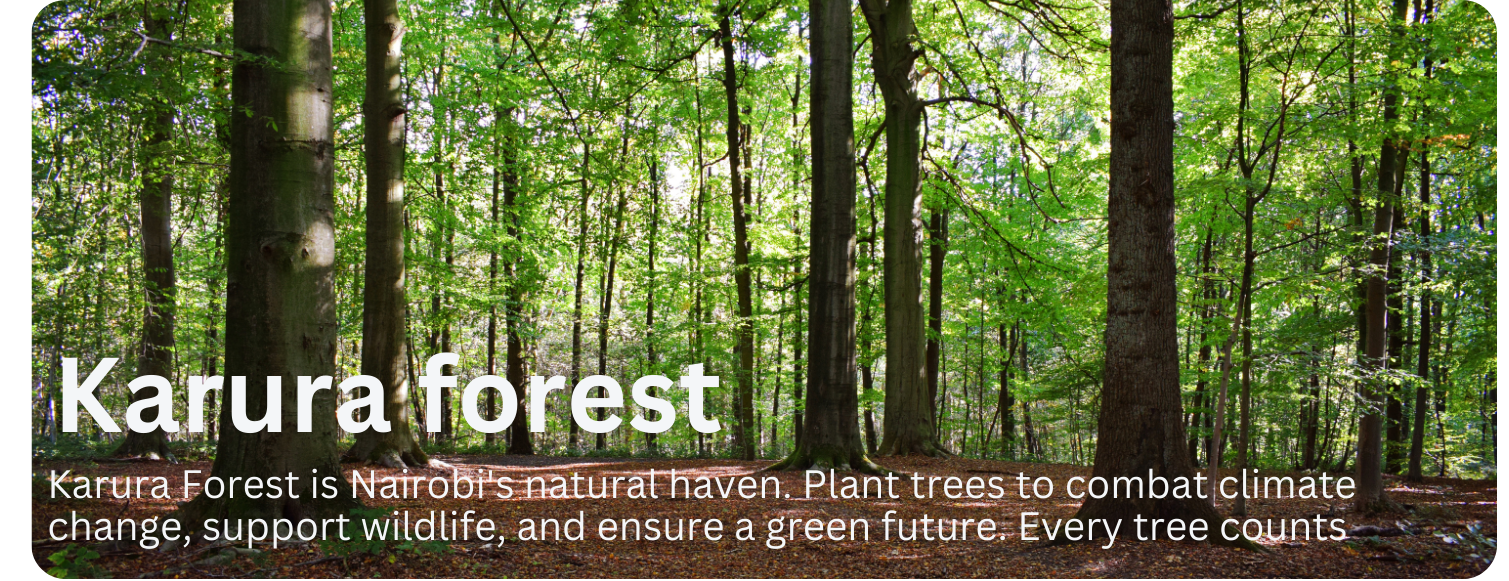 Karura forest
Karura Forest is Nairobi's natural haven. Plant trees to combat climate
change, support wildlife, and ensure a green future. Every tree counts